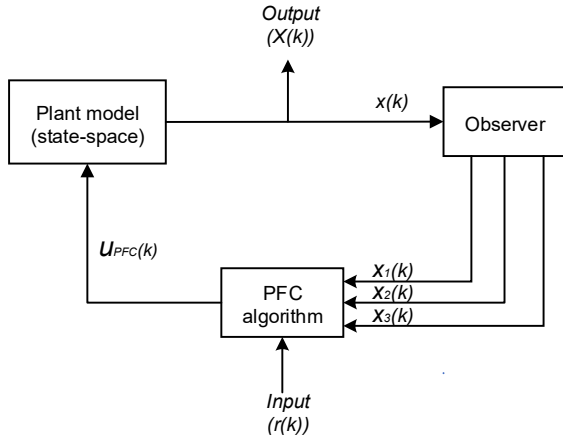 Output
(X(k))
Plant model
(state-space)
x(k)
Observer
uPFC(k)
x1(k)
x2(k)
x3(k)
PFC
algorithm
Input
(r(k))